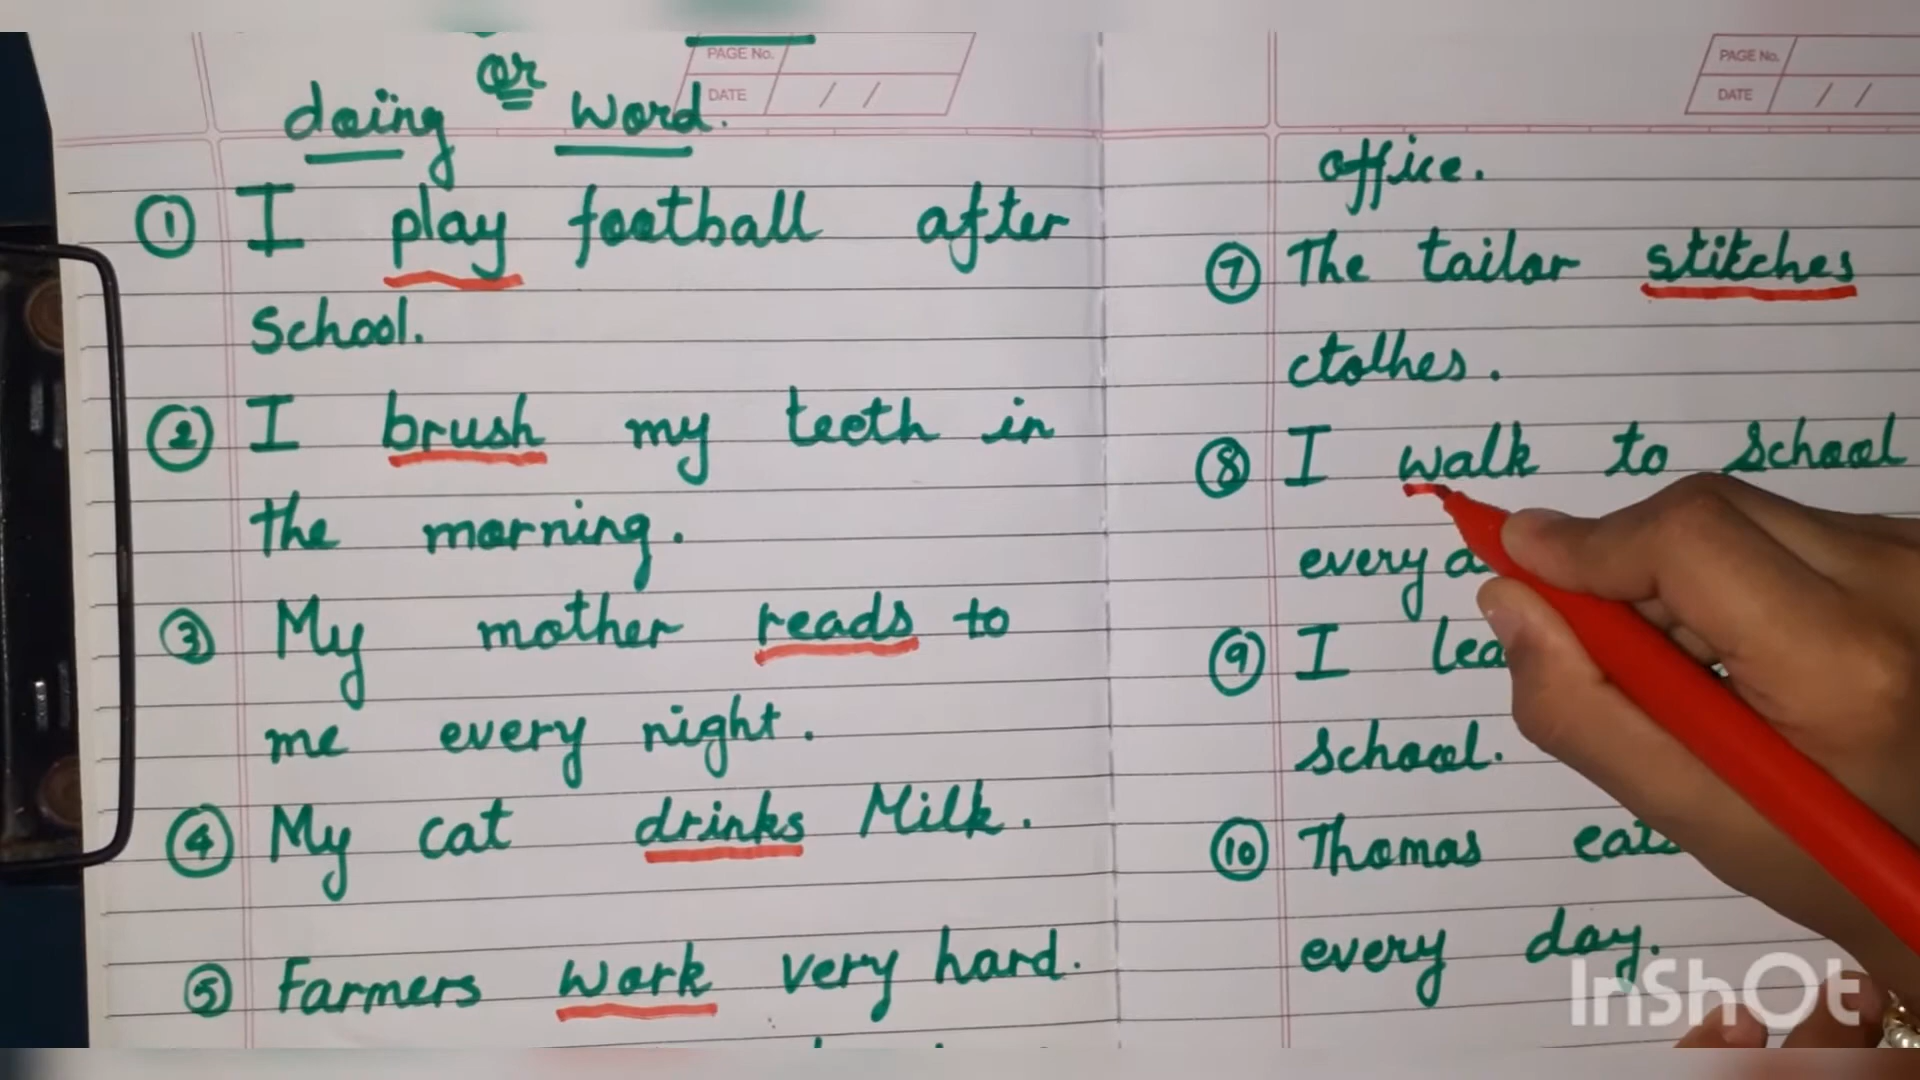 or
doing word.
PAGE No.
DATE / /
① I play football after
School.
② I brush my teeth in
the morning.
③ My mother reads to
me every night.
④ My cat drinks Milk.
⑤ Farmers work very hard.
PAGE No.
DATE / /
office.
⑦ The tailor stitches
ctolhes.
⑧ I walk to School
every
⑨ I
school.
⑩ Thomas eats
every day.
InShOt